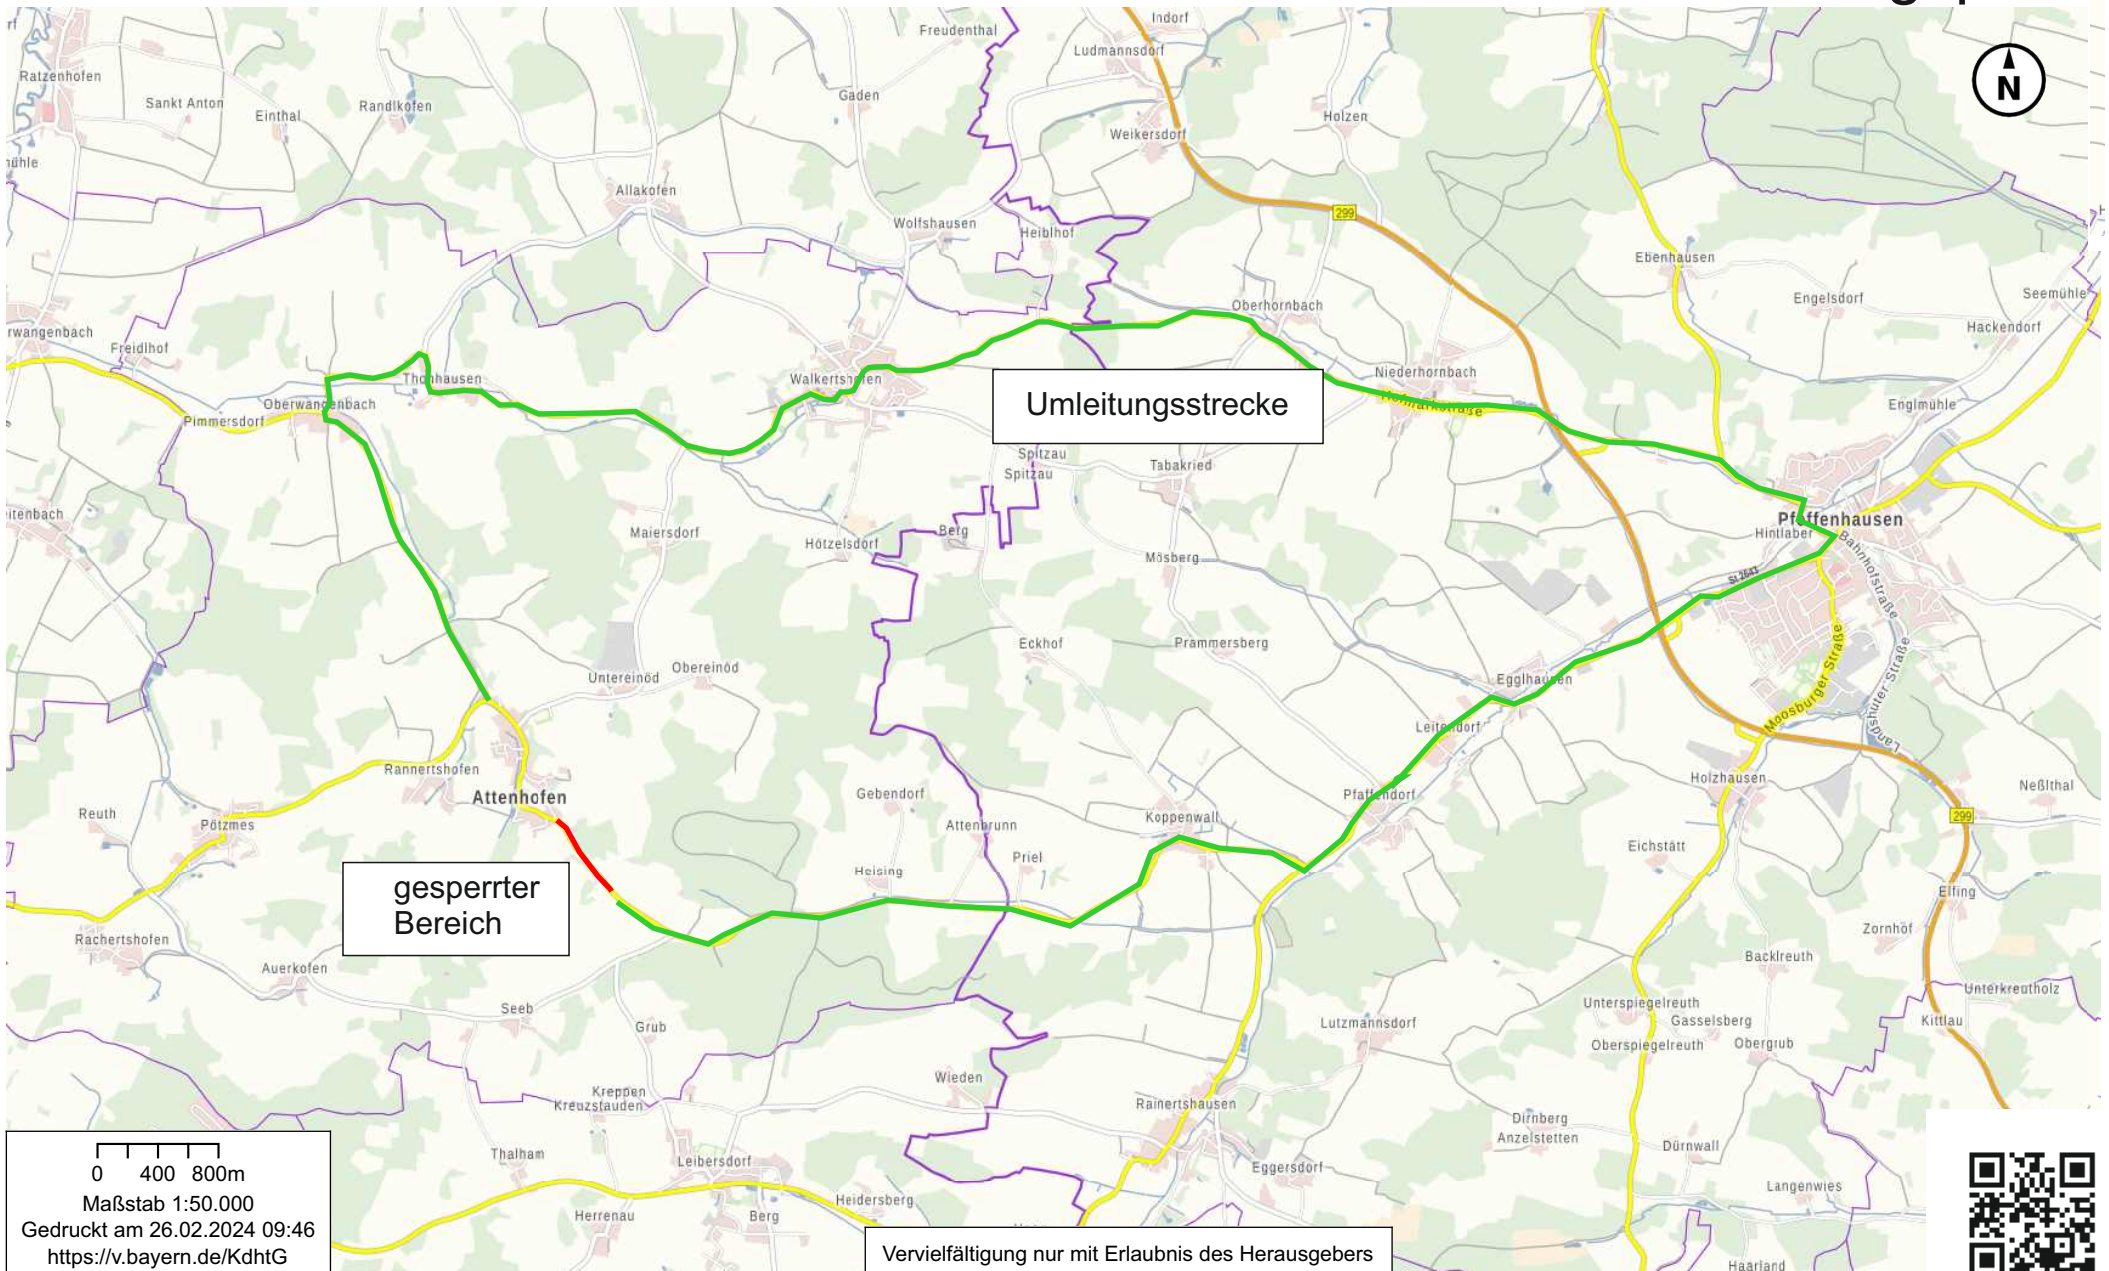 Indorf
Freudenthal
Ludmannsdorf
Ratzenhofen
N
Sankt Anton
Einthal
Randlkofen
Gaden
Holzen
Weikersdorf
Allakofen
299
Wolfshausen
Heiblhof
Ebenhausen
Engelsdorf
Seemühle
Oberhornbach
Hackendorf
rwangenbach
Freidlhof
Thonhausen
Walkertshofen
Niederhornbach
Oberwangenbach
Umleitungsstrecke
Hofmarkstraße
Englmühle
Pimmersdorf
Spitzau
Spitzau
Tabakried
eitenbach
Maiersdorf
Hötzelsdorf
Berg
Pfeffenhausen
Hintlaber
Bahnhofstraße
Mösberg
St 2643
Eckhof
Prammersberg
Untereinöd
Obereinöd
Egglhausen
Moosburger Straße
Landshuter Straße
Leitendorf
Rannertshofen
Holzhausen
Attenhofen
Gebendorf
Pfaffendorf
Neßlthal
Reuth
Pötzmes
Attenbrunn
Koppenwall
299
Priel
Eichstätt
Heising
gesperrter
Bereich
Elfing
Rachertshofen
Zornhof
Auerkofen
Backlreuth
Seeb
Grub
Unterspiegelreuth
Unterkreutholz
Lutzmannsdorf
Gasselsberg
Kittlau
Oberspiegelreuth
Obergrub
Kreppen
Kreuzstauden
Wieden
Rainertshausen
Dirnberg
Anzelstetten
Dürnwall
Thalham
Leibersdorf
Eggersdorf
Langenwies
Heidersberg
Herrenau
Berg
Haarland
0 400 800m
Maßstab 1:50.000
Gedruckt am 26.02.2024 09:46
https://v.bayern.de/KdhtG
Vervielfältigung nur mit Erlaubnis des Herausgebers